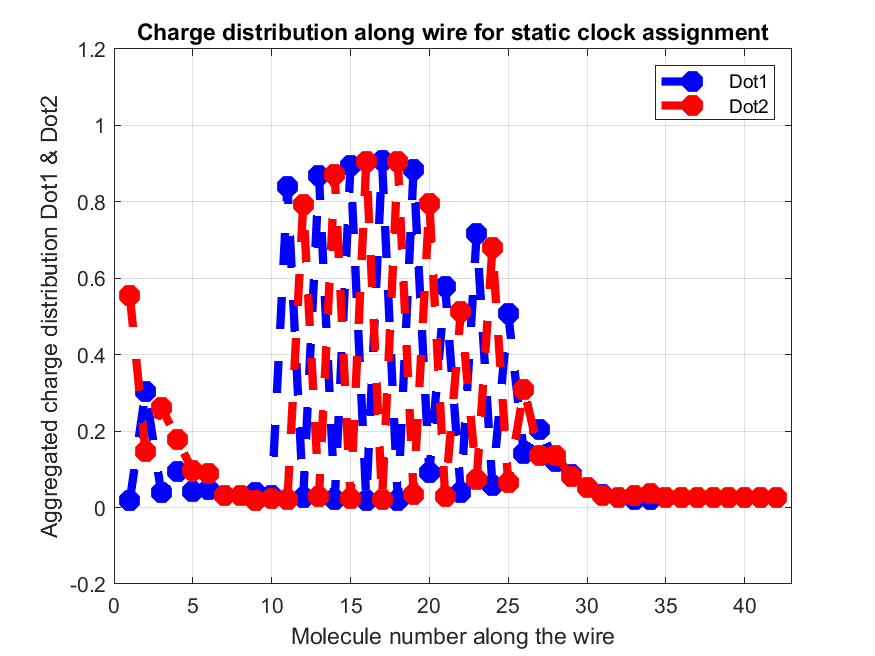 Charge distribution along wire for static clock assignment
Aggregated charge distribution Dot1 & Dot2
1.2
1
0.8
0.6
0.4
0.2
0
-0.2
Dot1
Dot2
0 5 10 15 20 25 30 35 40
Molecule number along the wire